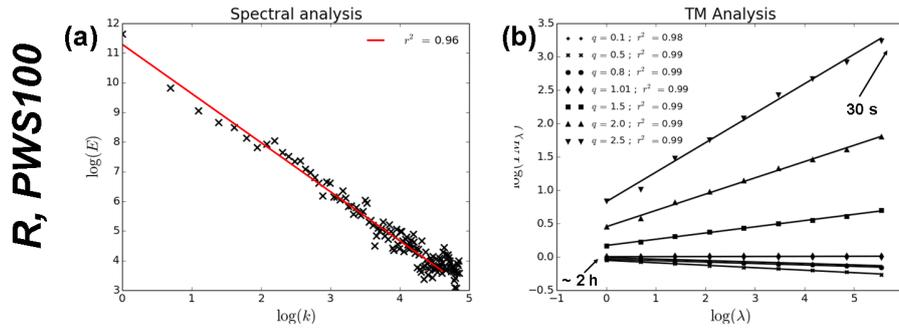 R, PWS100
(a)
Spectral analysis
r² = 0.96
12
11
10
9
8
7
6
5
4
3
log(E)
0
1
2
3
4
5
log(k)
(b)
TM Analysis
q = 0.1 ; r² = 0.98
q = 0.5 ; r² = 0.99
q = 0.8 ; r² = 0.99
q = 1.01 ; r² = 0.99
q = 1.5 ; r² = 0.99
q = 2.0 ; r² = 0.99
q = 2.5 ; r² = 0.99
30 s
~ 2 h
3.5
3.0
2.5
2.0
1.5
1.0
0.5
0.0
−0.5
−1
0
1
2
3
4
5
6
log(λ)